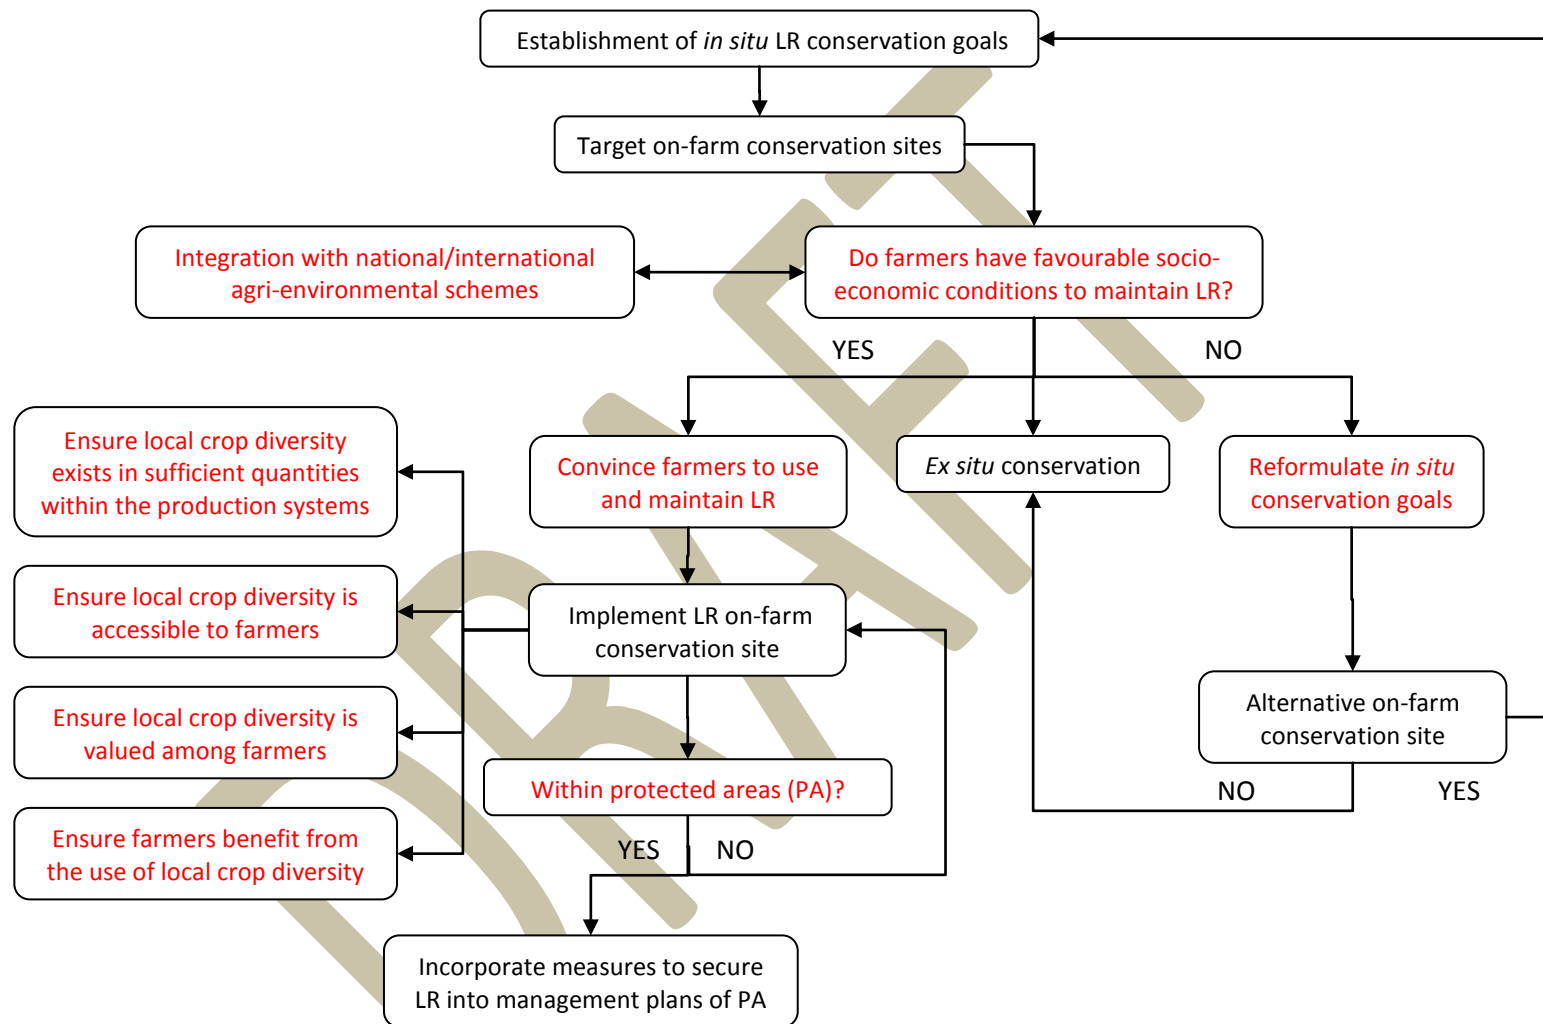 Establishment of in situ LR conservation goals
Target on-farm conservation sites
Integration with national/international
agri-environmental schemes
Do farmers have favourable socio-
economic conditions to maintain LR?
YES
NO
Ensure local crop diversity
exists in sufficient quantities
within the production systems
Convince farmers to use
and maintain LR
Ex situ conservation
Reformulate in situ
conservation goals
Ensure local crop diversity is
accessible to farmers
Implement LR on-farm
conservation site
Ensure local crop diversity is
valued among farmers
Alternative on-farm
conservation site
Within protected areas (PA)?
NO
YES
Ensure farmers benefit from
the use of local crop diversity
YES
NO
Incorporate measures to secure
LR into management plans of PA
DRAFT